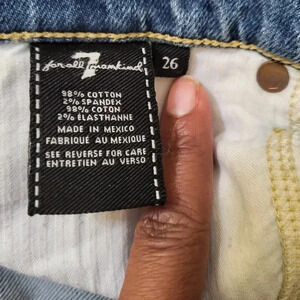 7
for all mankind
26
98% COTTON
2% SPANDEX
98% COTON
2% ÉLASTHANNE
MADE IN MEXICO
FABRIQUÉ AU MEXIQUE
SEE REVERSE FOR CARE
ENTRETIEN AU VERSO